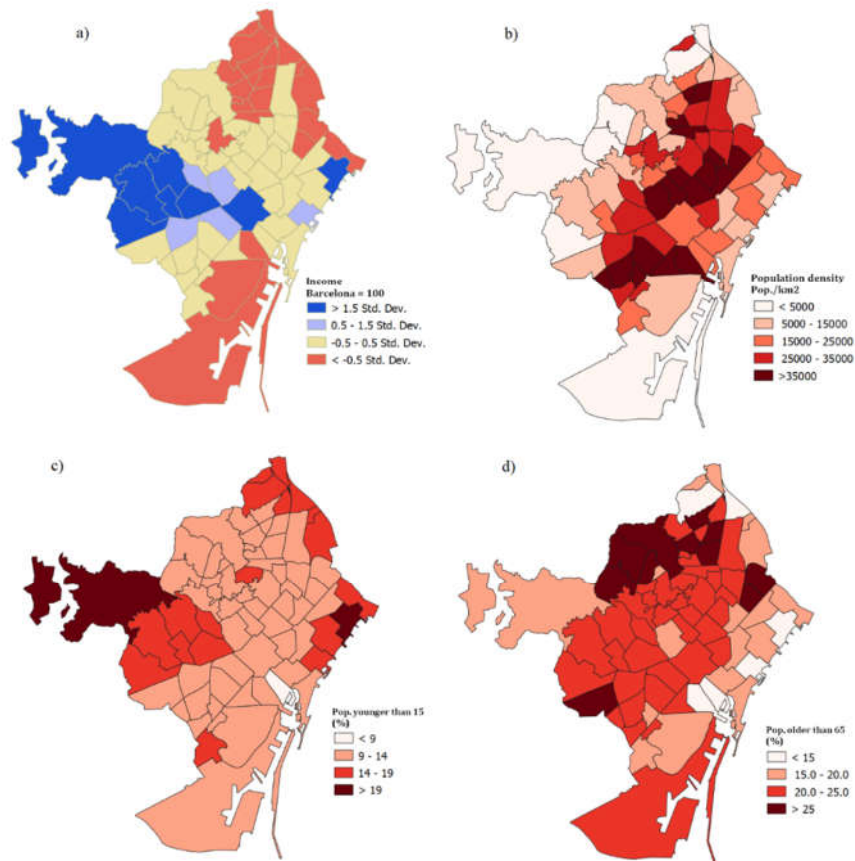 a)
Income
Barcelona = 100
> 1.5 Std. Dev.
0.5 - 1.5 Std. Dev.
-0.5 - 0.5 Std. Dev.
< -0.5 Std. Dev.
b)
Population density
Pop./km2
< 5000
5000 - 15000
15000 - 25000
25000 - 35000
>35000
c)
Pop. younger than 15
(%)
< 9
9 - 14
14 - 19
> 19
d)
Pop. older than 65
(%)
< 15
15.0 - 20.0
20.0 - 25.0
> 25